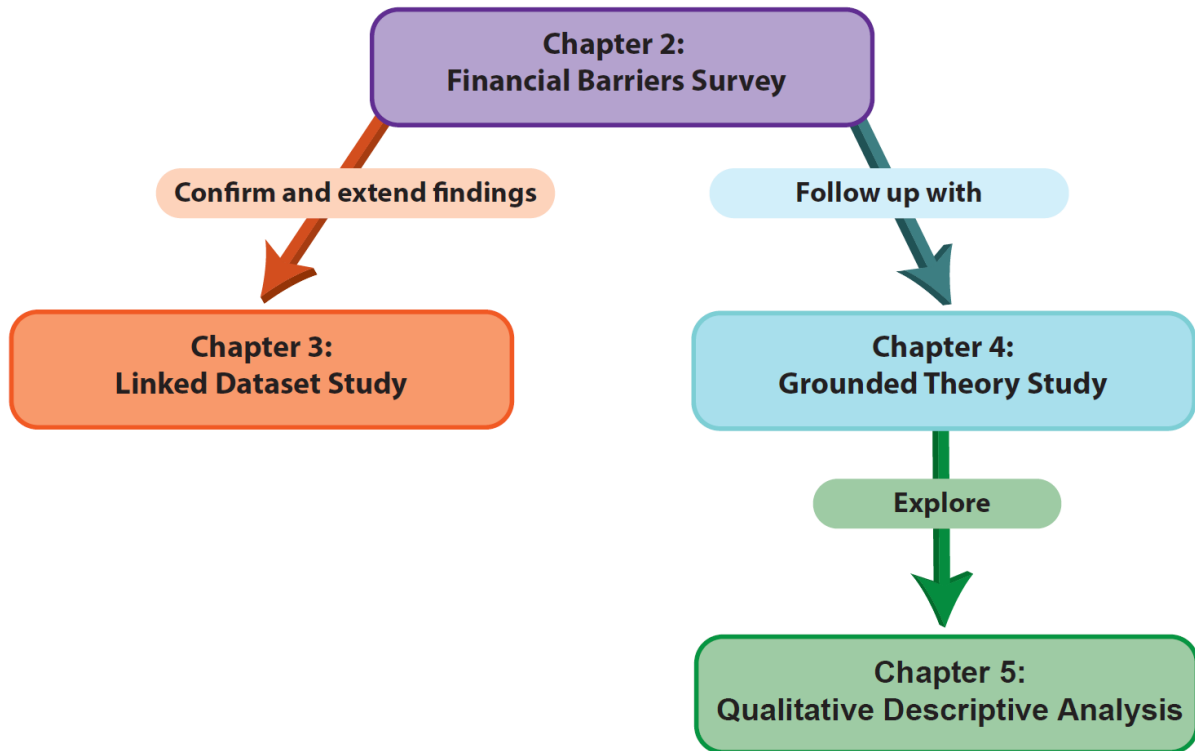 Chapter 2:
Financial Barriers Survey
Confirm and extend findings
Follow up with
Chapter 3:
Linked Dataset Study
Chapter 4:
Grounded Theory Study
Explore
Chapter 5:
Qualitative Descriptive Analysis